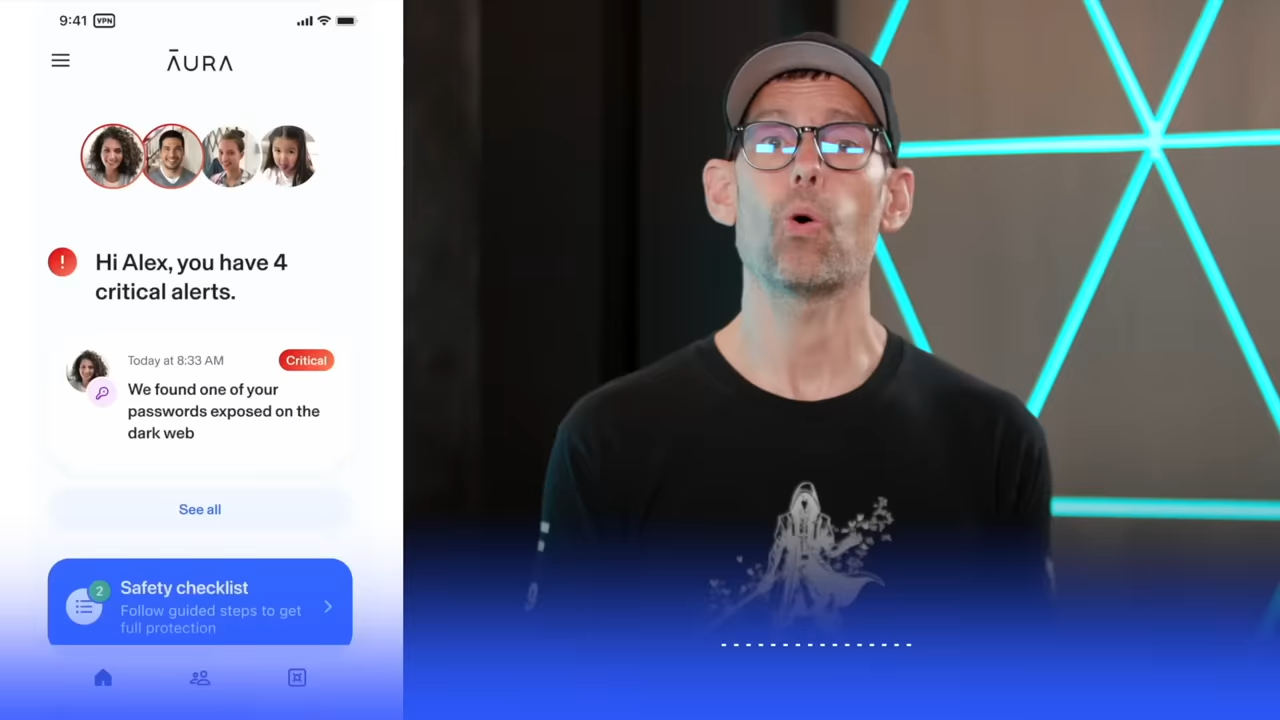 9:41 VPN
ĀURA
! Hi Alex, you have 4
critical alerts.
Today at 8:33 AM Critical
We found one of your
passwords exposed on the
dark web
See all
2 Safety checklist
Follow guided steps to get
full protection